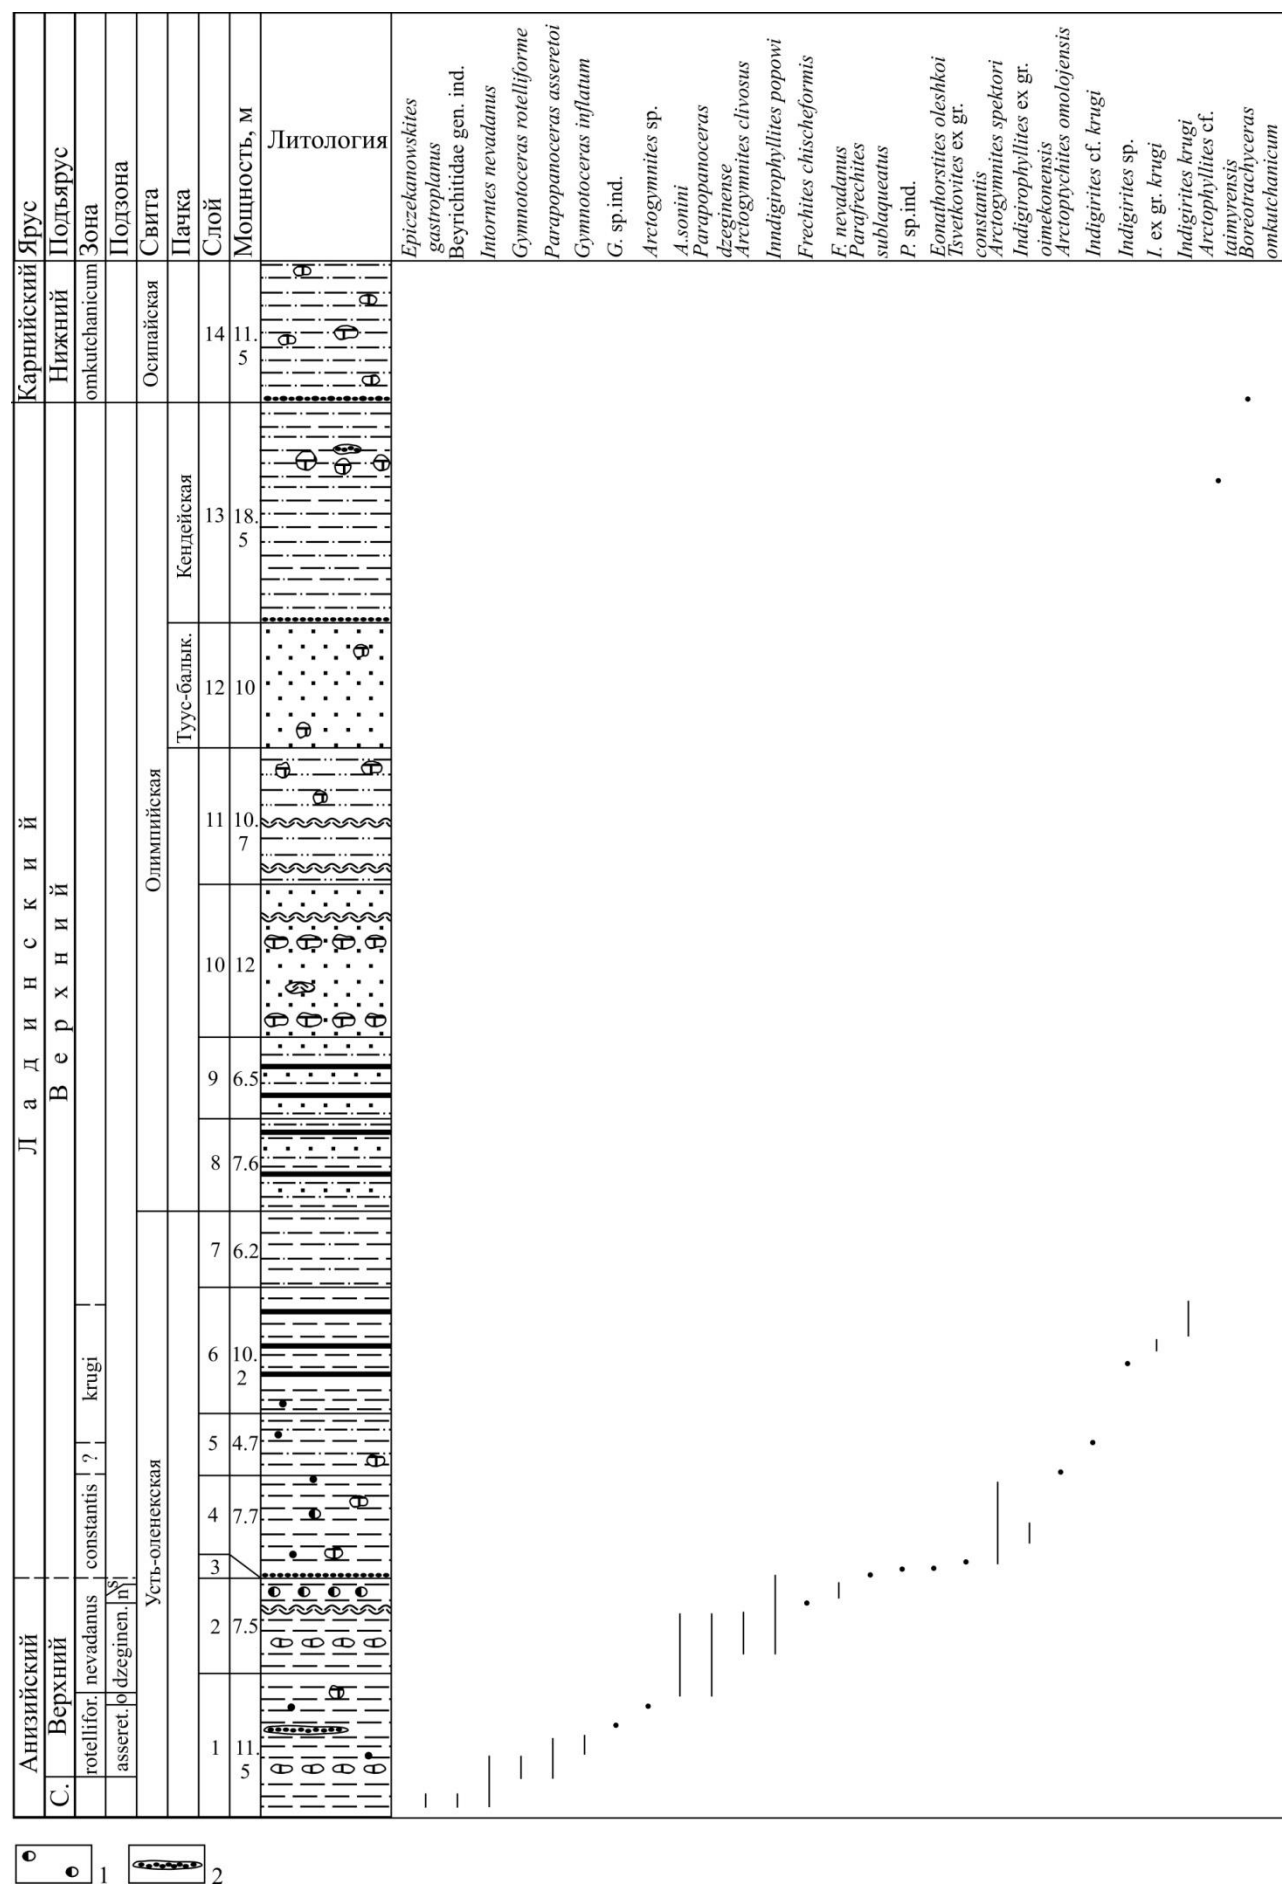 Ярус
Подъярус
Зона
Подзона
Свита
Пачка
Слой
Мощность, м
Литология
Epiczekanowskites
gastroplanus
Beyrichitidae gen. ind.
Intorntes nevadanus
Gymnotoceras rotelliforme
Parapopanoceras asseretoi
Gymnotoceras inflatum
G. sp.ind.
Arctogymnites sp.
A.sonini
Parapopanoceras
dzeginense
Arctogymnites clivosus
Inndigirophyllites popowi
Frechites chischeformis
F. nevadanus
Parafrechites
sublaqueatus
P. sp.ind.
Eonathorstites oleshkoi
Tsvetkovites ex gr.
constantis
Arctogymnites spektori
Indigirophyllites ex gr.
oimekonensis
Arctoptychites omolojensis
Indigirites cf. krugi
Indigirites sp.
I. ex gr. krugi
Indigirites krugi
Arctophyllites cf.
taimyrensis
Boreotrachyceras
omkutchanicum
Карнийский
Нижний
omkutchanicum
Осипайская
14
11.
5
Ладинский
Верхний
Олимпийская
Кендейская
13
18.
5
Туус-балык.
12
10
11
10.
7
10
12
9
6.5
8
7.6
Усть-оленекская
7
6.2
krugi
6
10.
2
?
5
4.7
constantis
4
7.7
3
Анизийский
Верхний
nevadanus
s
n
dzeginen.
2
7.5
rotellifor.
o
asseret.
1
11.
5
С.
1
2